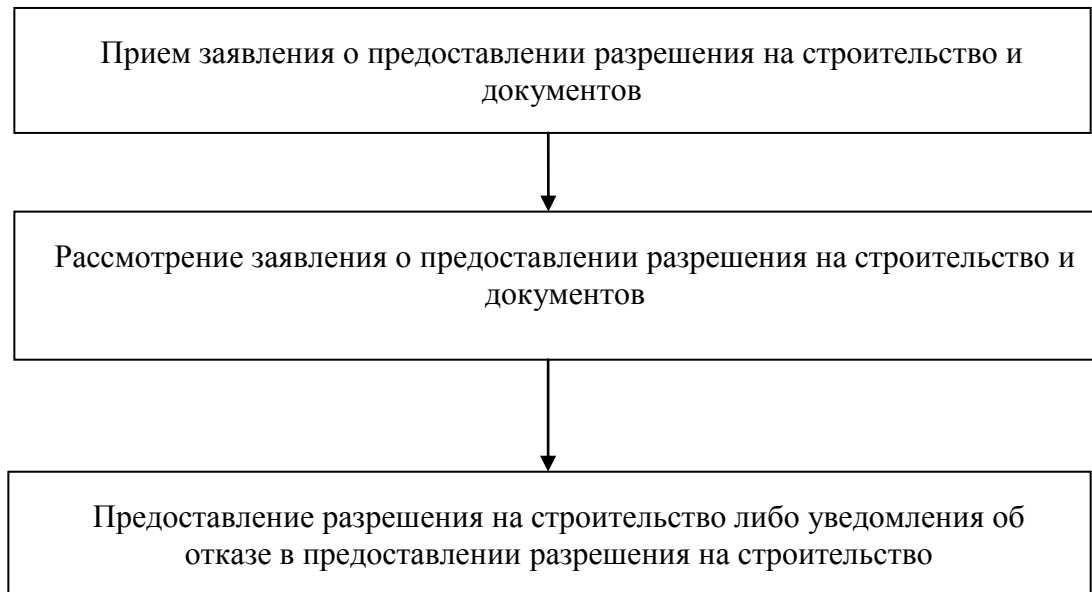 Прием заявления о предоставлении разрешения на строительство и
документов
Рассмотрение заявления о предоставлении разрешения на строительство и
документов
Предоставление разрешения на строительство либо уведомления об
отказе в предоставлении разрешения на строительство